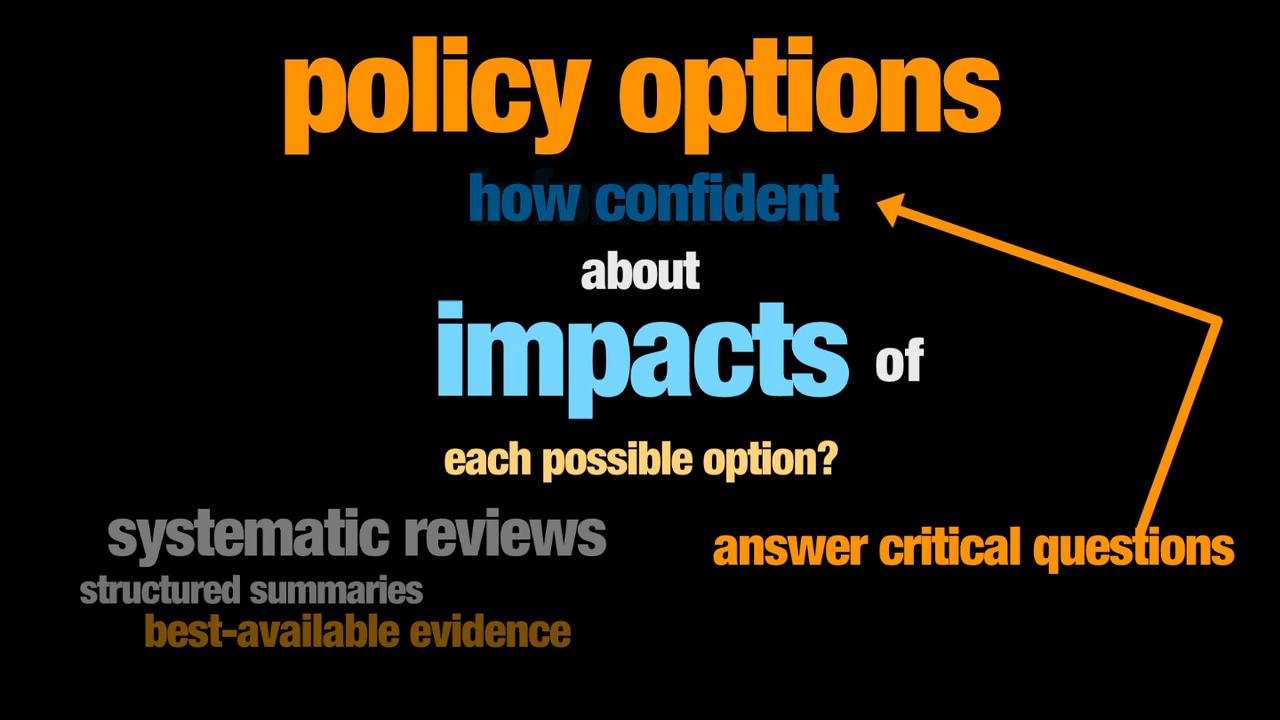 policy options
how confident
about
impacts of
each possible option?
systematic reviews
structured summaries
best-available evidence
answer critical questions